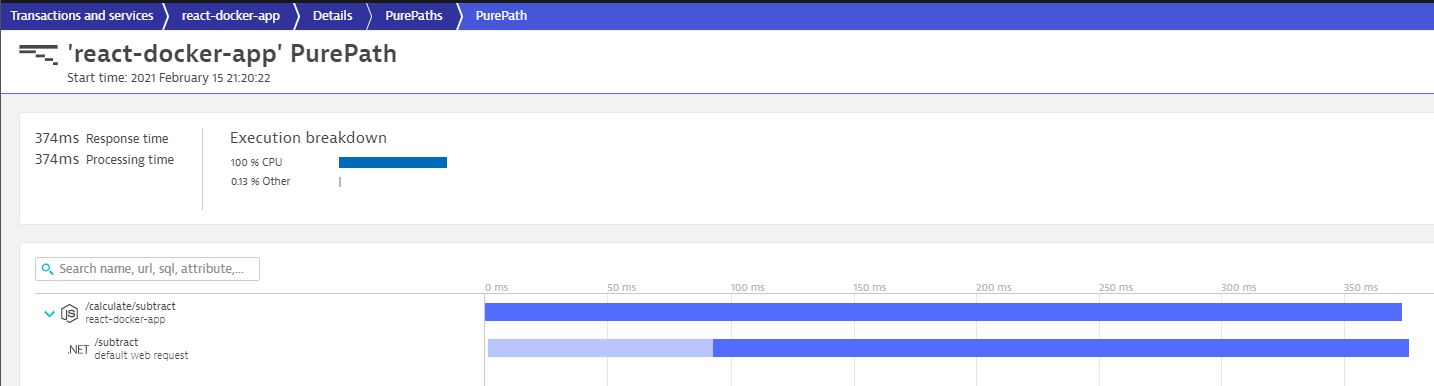 Transactions and services react-docker-app Details PurePaths PurePath
'react-docker-app' PurePath
Start time: 2021 February 15 21:20:22
374ms Response time
374ms Processing time
Execution breakdown
100 % CPU
0.13 % Other
Search name, url, sql, attribute,...
0 ms 50 ms 100 ms 150 ms 200 ms 250 ms 300 ms 350 ms
JS /calculate/subtract
react-docker-app
.NET /subtract
default web request